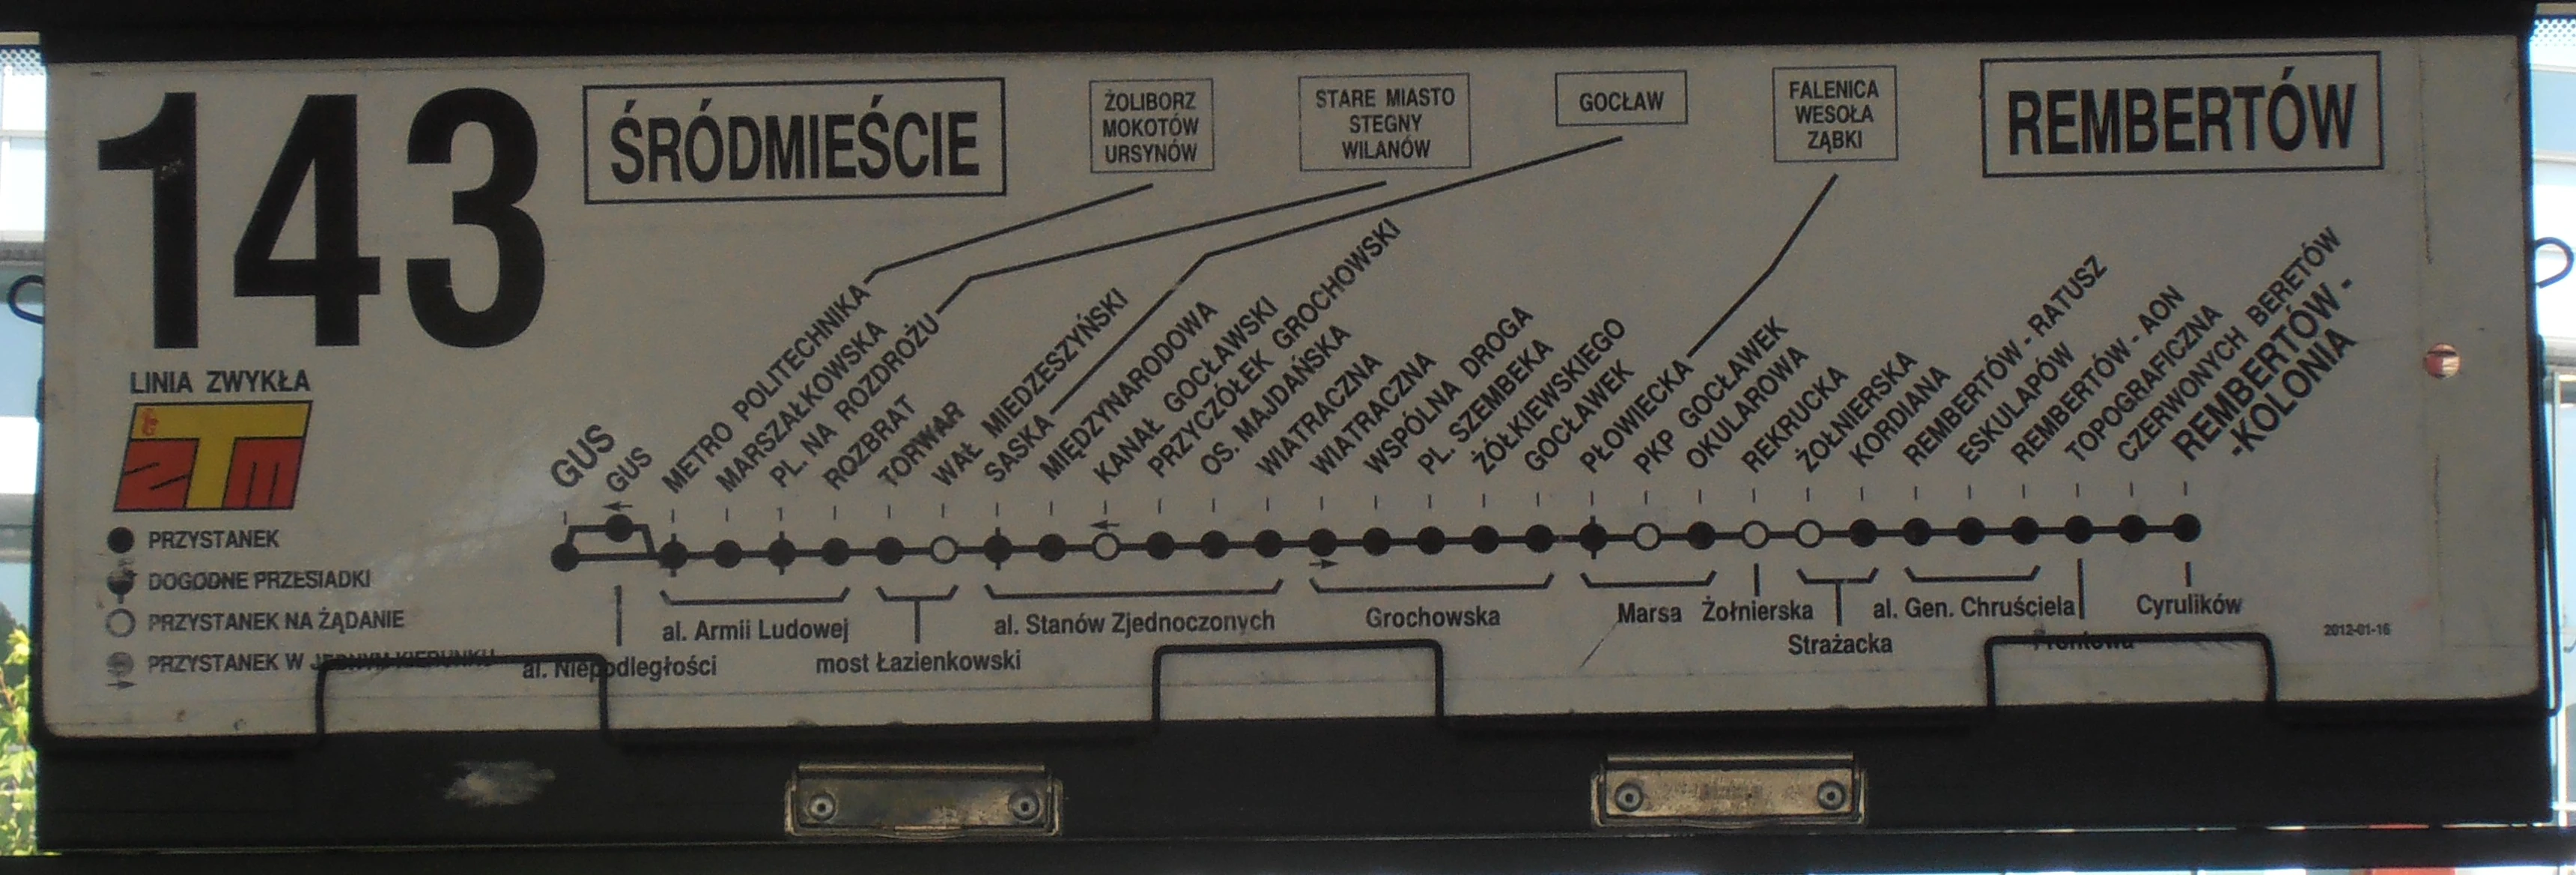 143
LINIA ZWYKŁA
ZTM
PRZYSTANEK
DOGODNE PRZESIADKI
PRZYSTANEK NA ŻĄDANIE
PRZYSTANEK W JEDNYM KIERUNKU
ŚRÓDMIEŚCIE
ŻOLIBORZ
MOKOTÓW
URSYNÓW
STARE MIASTO
STEGNY
WILANÓW
GOCŁAW
FALENICA
WESOŁA
ZĄBKI
REMBERTÓW
GUS
GUS
METRO POLITECHNIKA
MARSZAŁKOWSKA
PL. NA ROZDROŻU
ROZBRAT
TORWAR
WAŁ MIEDZESZYŃSKI
SASKA
MIĘDZYNARODOWA
KANAŁ GOCŁAWSKI
PRZYCZÓŁEK GROCHOWSKI
OS. MAJDAŃSKA
WIATRACZNA
WIATRACZNA
WSPÓLNA DROGA
PL. SZEMBEKA
ŻÓŁKIEWSKIEGO
GOCŁAWEK
PŁOWIECKA
PKP GOCŁAWEK
OKULAROWA
REKRUCKA
ŻOŁNIERSKA
KORDIANA
REMBERTÓW - RATUSZ
ESKULAPÓW
REMBERTÓW - AON
TOPOGRAFICZNA
CZERWONYCH BERETÓW
REMBERTÓW -
-KOLONIA
al. Niepodległości
al. Armii Ludowej
most Łazienkowski
al. Stanów Zjednoczonych
Grochowska
Marsa
Żołnierska
Strażacka
al. Gen. Chruściela
Frontowa
Cyrulików
2012-01-16